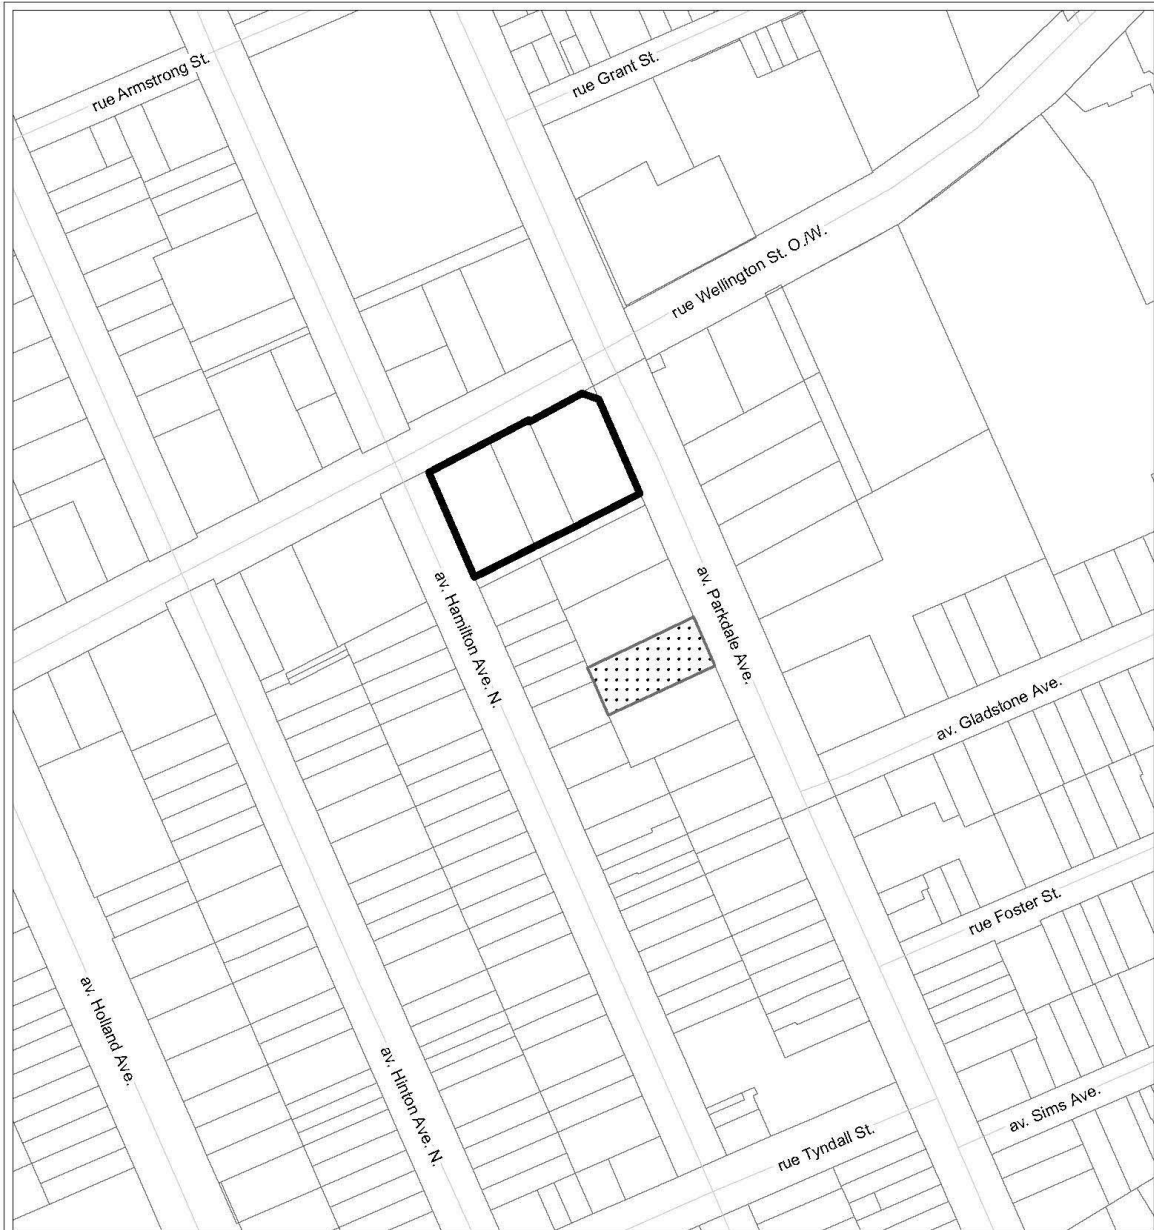 rue Armstrong St.
rue Grant St.
rue Wellington St. O./W.
av. Hamilton Ave. N.
av. Parkdale Ave.
av. Gladstone Ave.
rue Foster St.
av. Holland Ave.
av. Hinton Ave. N.
av. Sims Ave.
rue Tyndall St.